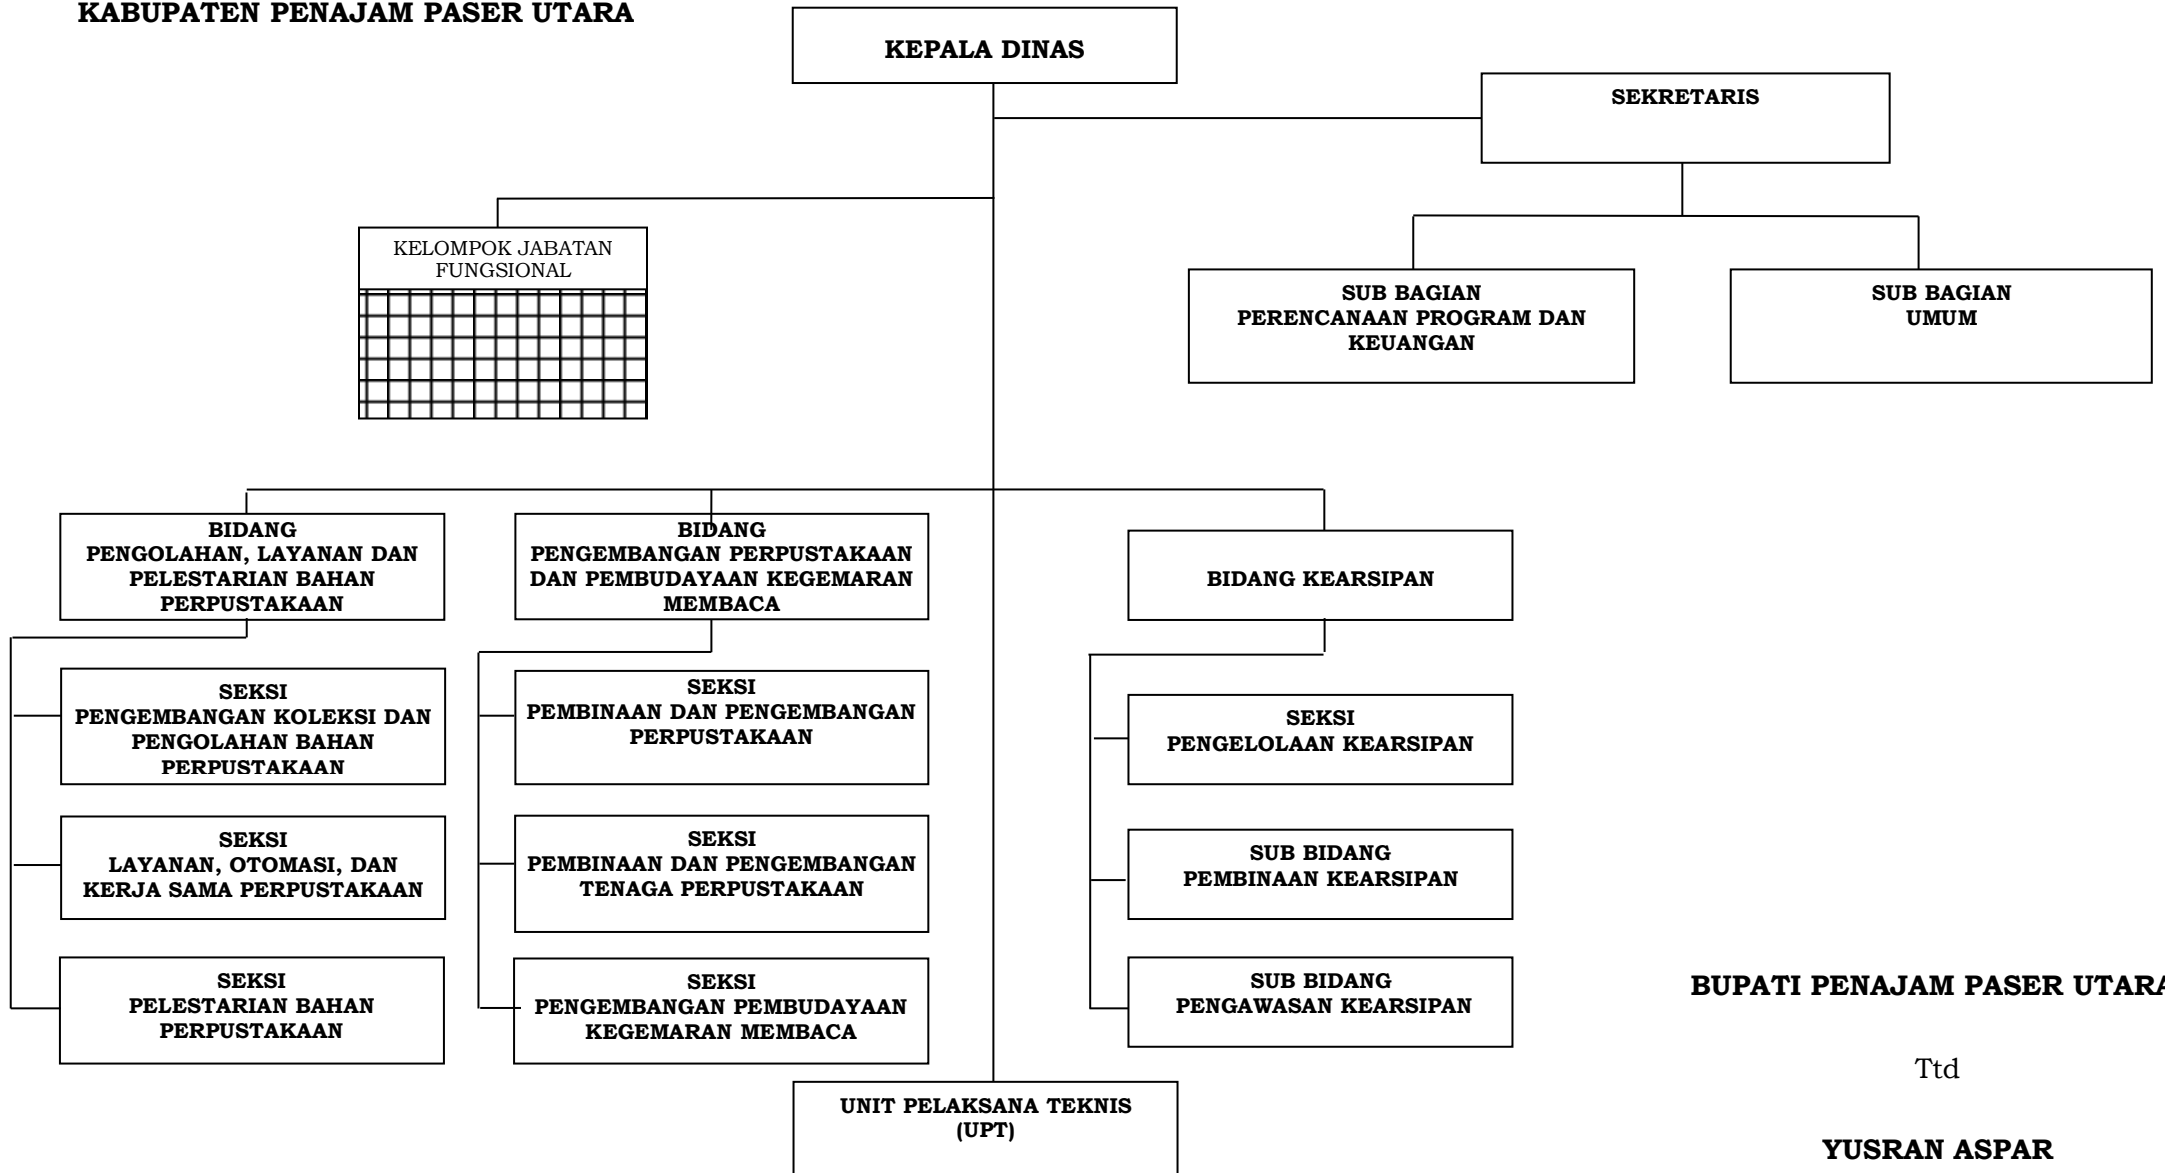 KABUPATEN PENAJAM PASER UTARA
KEPALA DINAS
SEKRETARIS
KELOMPOK JABATAN
FUNGSIONAL
SUB BAGIAN
PERENCANAAN PROGRAM DAN
KEUANGAN
SUB BAGIAN
UMUM
BIDANG
PENGOLAHAN, LAYANAN DAN
PELESTARIAN BAHAN
PERPUSTAKAAN
BIDANG
PENGEMBANGAN PERPUSTAKAAN
DAN PEMBUDAYAAN KEGEMARAN
MEMBACA
BIDANG KEARSIPAN
SEKSI
PENGEMBANGAN KOLEKSI DAN
PENGOLAHAN BAHAN
PERPUSTAKAAN
SEKSI
PEMBINAAN DAN PENGEMBANGAN
PERPUSTAKAAN
SEKSI
PENGELOLAAN KEARSIPAN
SEKSI
LAYANAN, OTOMASI, DAN
KERJA SAMA PERPUSTAKAAN
SEKSI
PEMBINAAN DAN PENGEMBANGAN
TENAGA PERPUSTAKAAN
SUB BIDANG
PEMBINAAN KEARSIPAN
SEKSI
PELESTARIAN BAHAN
PERPUSTAKAAN
SEKSI
PENGEMBANGAN PEMBUDAYAAN
KEGEMARAN MEMBACA
SUB BIDANG
PENGAWASAN KEARSIPAN
UNIT PELAKSANA TEKNIS
(UPT)
BUPATI PENAJAM PASER UTARA
Ttd
YUSRAN ASPAR